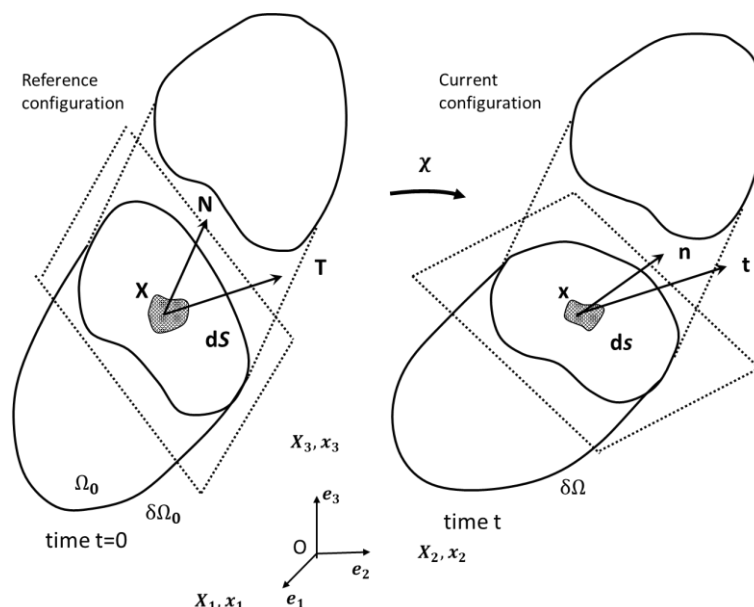 Reference
configuration
Current
configuration
χ
N
n
T
t
X
x
dS
ds
X₃, x₃
Ω₀
δΩ₀
δΩ
time t=0
e₃
time t
O
e₂
X₂, x₂
X₁, x₁
e₁